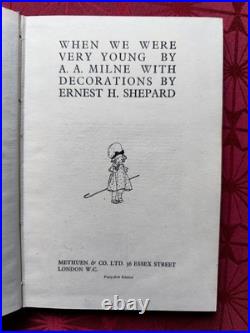 WHEN WE WERE
VERY YOUNG BY
A. A. MILNE WITH
DECORATIONS BY
ERNEST H. SHEPARD
METHUEN & CO. LTD. 36 ESSEX STREET
LONDON W.C.
Edition